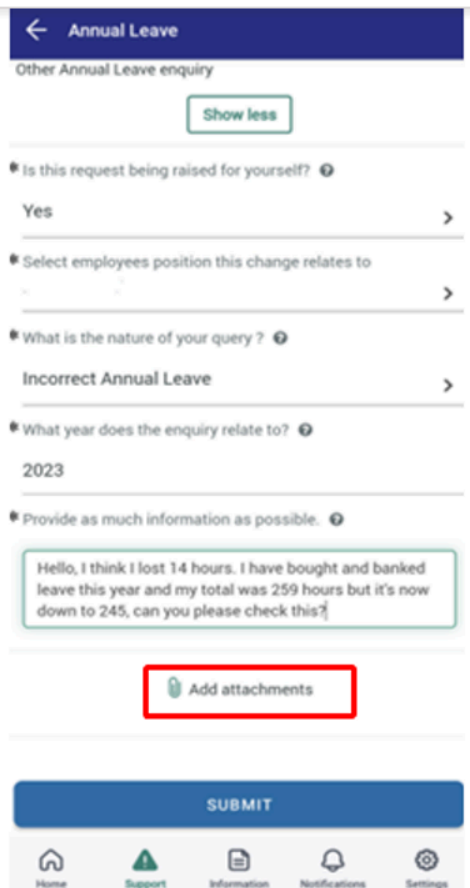 Annual Leave
Other Annual Leave enquiry
Show less
* Is this request being raised for yourself?
Yes
* Select employees position this change relates to
* What is the nature of your query ?
Incorrect Annual Leave
* What year does the enquiry relate to?
2023
* Provide as much information as possible.
Hello, I think I lost 14 hours. I have bought and banked
leave this year and my total was 259 hours but it's now
down to 245, can you please check this?
Add attachments
SUBMIT
Home Support Information Notifications Settings